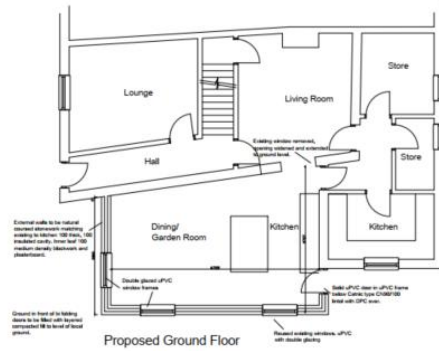 Store
Lounge
Living Room
Existing window removed,
opening widened and extended
to ground level.
Hall
Store
External walls to be natural
coursed stonework matching
existing to kitchen 100 thick, 100
insulated cavity, inner leaf 100
medium density blockwork and
plasterboard.
Dining/
Garden Room
Kitchen
Kitchen
Double glazed uPVC
window frames
Solid uPVC door in uPVC frame
below Catnic type
lintel with DPC over.
Ground in front of to folding
doors to be filled with layered
compacted fill to level of local
ground.
Reused existing windows, uPVC
with double glazing
Proposed Ground Floor